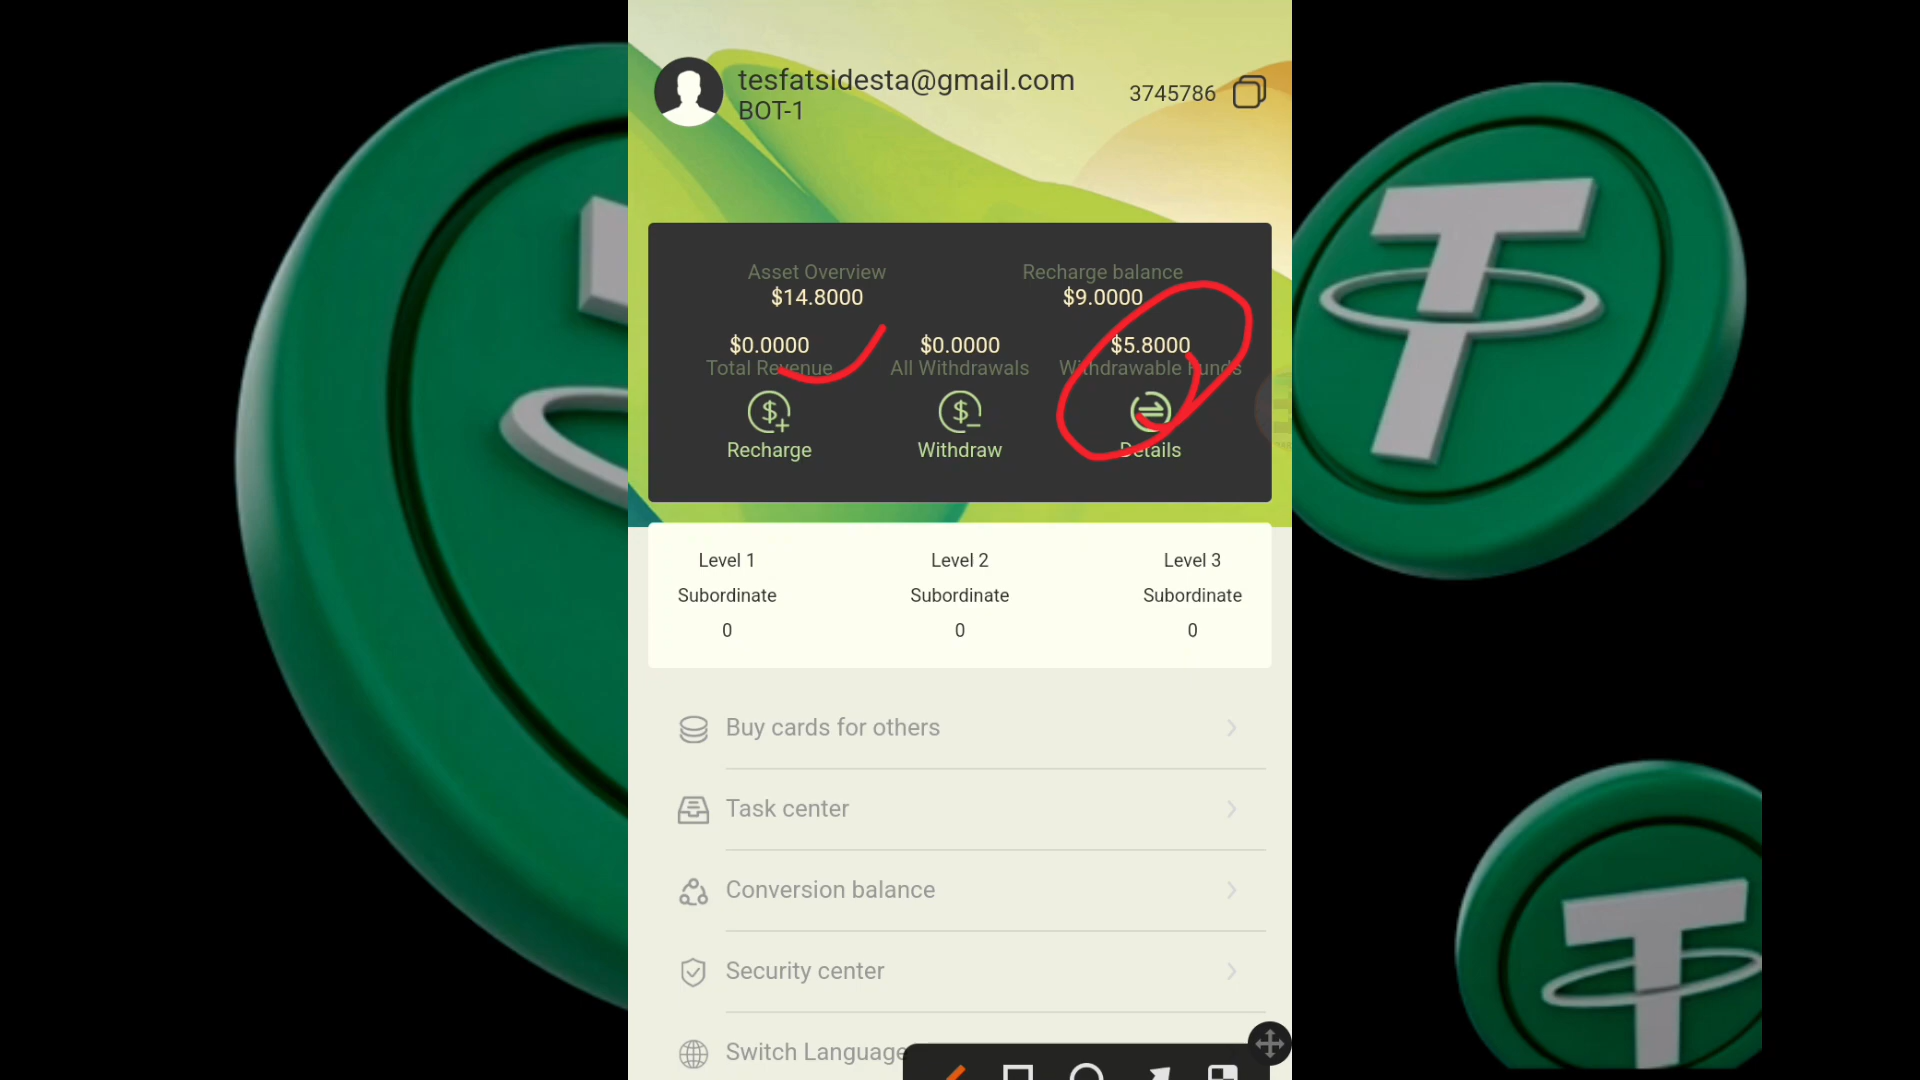 tesfatsidesta@gmail.com
BOT-1
3745786
Asset Overview
Recharge balance
$14.8000
$9.0000
$0.0000
$0.0000
$5.8000
Total Revenue
All Withdrawals
Withdrawable Funds
Recharge
Withdraw
Details
Level 1
Level 2
Level 3
Subordinate
Subordinate
Subordinate
0
0
0
Buy cards for others
Task center
Conversion balance
Security center
Switch Language